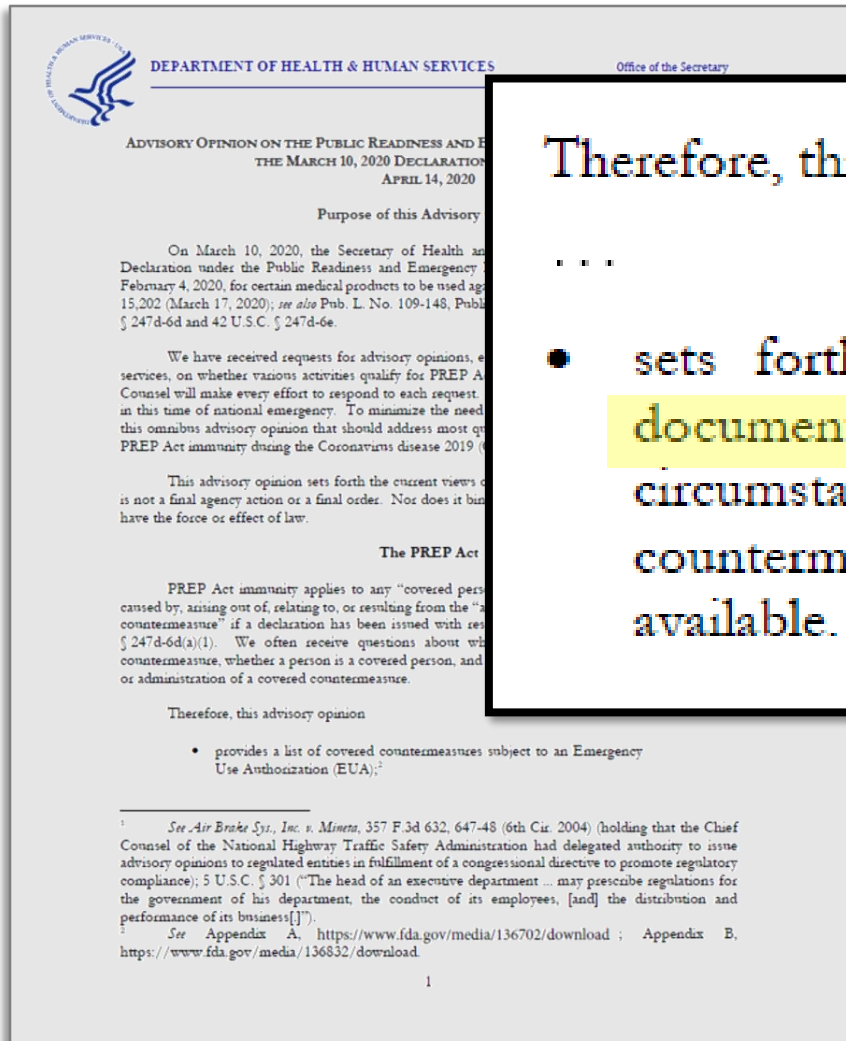 DEPARTMENT OF HEALTH & HUMAN SERVICES
Office of the Secretary
ADVISORY OPINION ON THE PUBLIC READINESS AND
THE MARCH 10, 2020 DECLARATION
APRIL 14, 2020
Purpose of this Advisory
On March 10, 2020, the Secretary of Health an
Declaration under the Public Readiness and Emergency
February 4, 2020, for certain medical products to be used aga
15,202 (March 17, 2020); see also Pub. L. No. 109-148, Publi
§ 247d-6d and 42 U.S.C. § 247d-6e.
We have received requests for advisory opinions, e
services, on whether various activities qualify for PREP A
Counsel will make every effort to respond to each request.
in this time of national emergency. To minimize the need
this omnibus advisory opinion that should address most qu
PREP Act immunity during the Coronavirus disease 2019 (
This advisory opinion sets forth the current views o
is not a final agency action or a final order. Nor does it bin
have the force or effect of law.
The PREP Act
PREP Act immunity applies to any “covered pers
caused by, arising out of, relating to, or resulting from the “a
countermeasure” if a declaration has been issued with res
§ 247d-6d(a)(1). We often receive questions about wh
countermeasure, whether a person is a covered person, and
or administration of a covered countermeasure.
Therefore, this advisory opinion
• provides a list of covered countermeasures subject to an Emergency
Use Authorization (EUA);2
1 See Air Brake Sys., Inc. v. Mineta, 357 F.3d 632, 647-48 (6th Cir. 2004) (holding that the Chief
Counsel of the National Highway Traffic Safety Administration had delegated authority to issue
advisory opinions to regulated entities in fulfillment of a congressional directive to promote regulatory
compliance); 5 U.S.C. § 301 (“The head of an executive department ... may prescribe regulations for
the government of his department, the conduct of its employees, [and] the distribution and
performance of its business[.]”).
2 See Appendix A, https://www.fda.gov/media/136702/download ; Appendix B,
https://www.fda.gov/media/136832/download.
1
Therefore, thi
. . .
• sets fortl
document
circumsta
counterm
available.